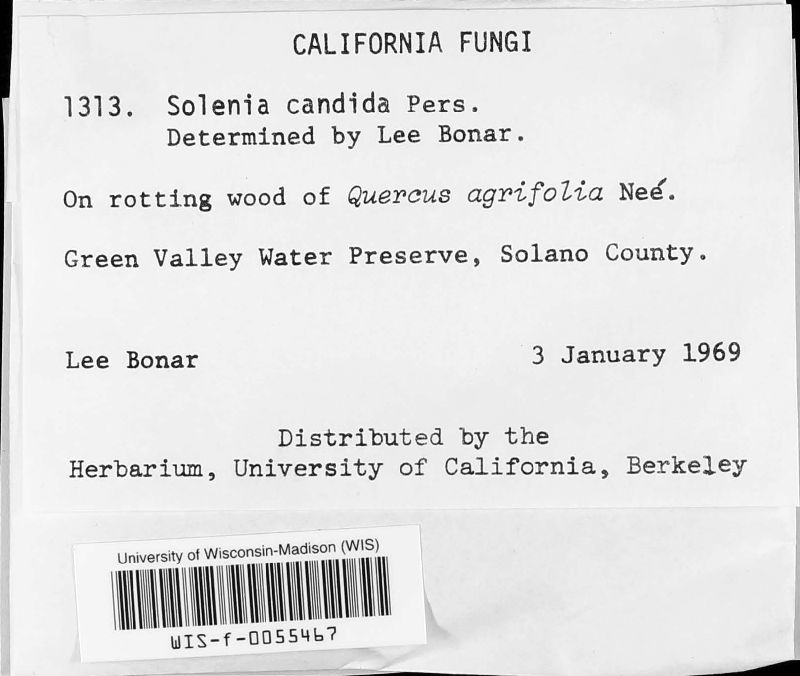 CALIFORNIA FUNGI
1313. Solenia candida Pers.
Determined by Lee Bonar.
On rotting wood of Quercus agrifolia Neé.
Green Valley Water Preserve, Solano County.
Lee Bonar 3 January 1969
Distributed by the
Herbarium, University of California, Berkeley
University of Wisconsin-Madison (WIS)
WIS-f-0055467